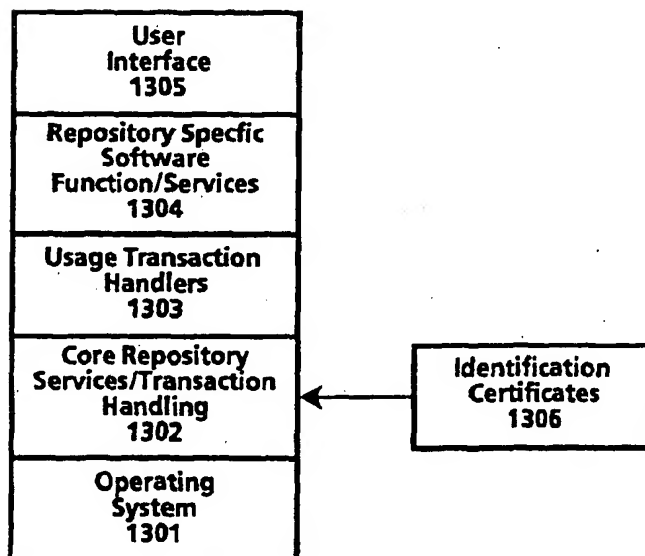 User
Interface
1305
Repository Specfic
Software
Function/Services
1304
Usage Transaction
Handlers
1303
Core Repository
Services/Transaction
Handling
1302
Identification
Certificates
1306
Operating
System
1301